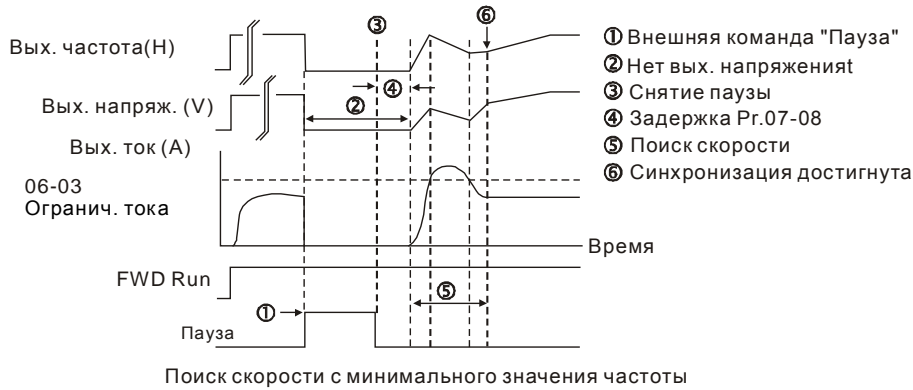 ③
⑥
Вых. частота(H)
① Внешняя команда "Пауза"
② Нет вых. напряженияt
④
③ Снятие паузы
Вых. напряж. (V)
②
④ Задержка Pr.07-08
Вых. ток (A)
⑤ Поиск скорости
⑥ Синхронизация достигнута
06-03
Огранич. тока
Время
FWD Run
⑤
①
Пауза
Поиск скорости с минимального значения частоты